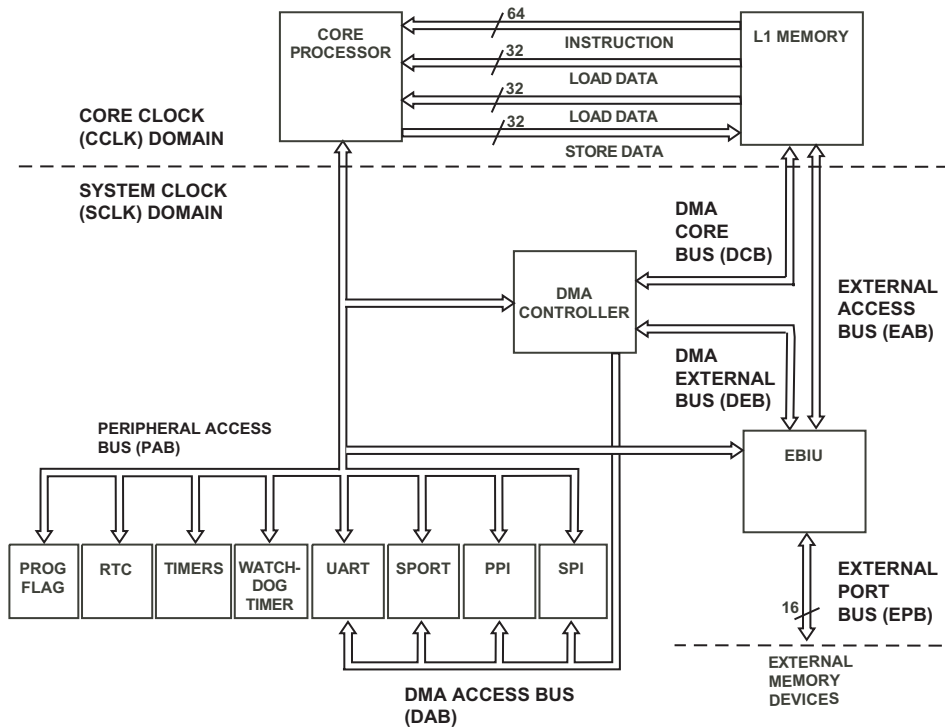 64
CORE
PROCESSOR
L1 MEMORY
INSTRUCTION
32
LOAD DATA
32
LOAD DATA
32
STORE DATA
CORE CLOCK
(CCLK) DOMAIN
SYSTEM CLOCK
(SCLK) DOMAIN
DMA
CORE
BUS (DCB)
DMA
CONTROLLER
EXTERNAL
ACCESS
BUS (EAB)
DMA
EXTERNAL
BUS (DEB)
PERIPHERAL ACCESS
BUS (PAB)
EBIU
PROG
FLAG
RTC
TIMERS
WATCH-
DOG
TIMER
UART
SPORT
PPI
SPI
EXTERNAL
PORT
BUS (EPB)
16
EXTERNAL
MEMORY
DEVICES
DMA ACCESS BUS
(DAB)